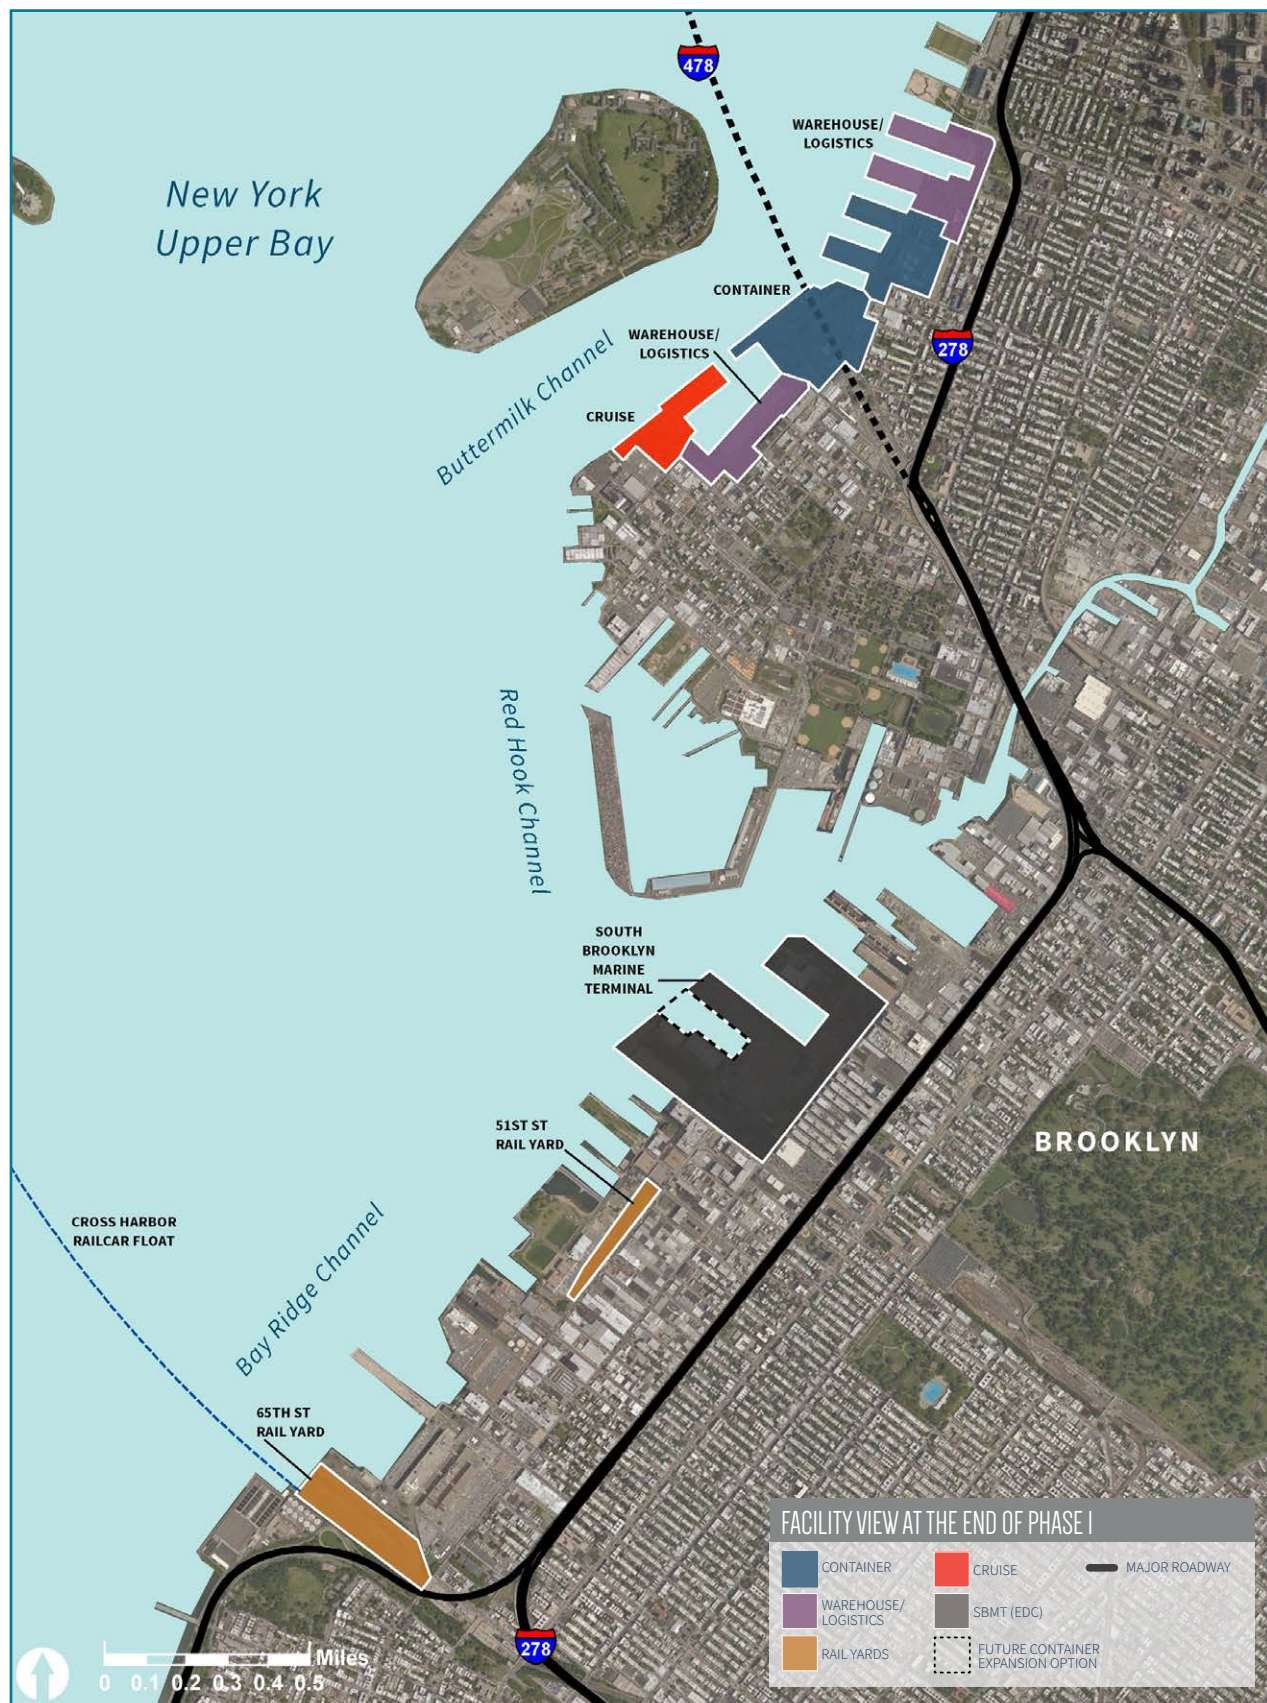 478
WAREHOUSE/
LOGISTICS
New York
Upper Bay
CONTAINER
WAREHOUSE/
LOGISTICS
278
CRUISE
Buttermilk Channel
Red Hook Channel
SOUTH
BROOKLYN
MARINE
TERMINAL
51ST ST
RAIL YARD
BROOKLYN
CROSS HARBOR
RAILCAR FLOAT
Bay Ridge Channel
65TH ST
RAIL YARD
FACILITY VIEW AT THE END OF PHASE I
CONTAINER
CRUISE
MAJOR ROADWAY
WAREHOUSE/
LOGISTICS
SBMT (EDC)
RAIL YARDS
FUTURE CONTAINER
EXPANSION OPTION
278
Miles
0 0.1 0.2 0.3 0.4 0.5